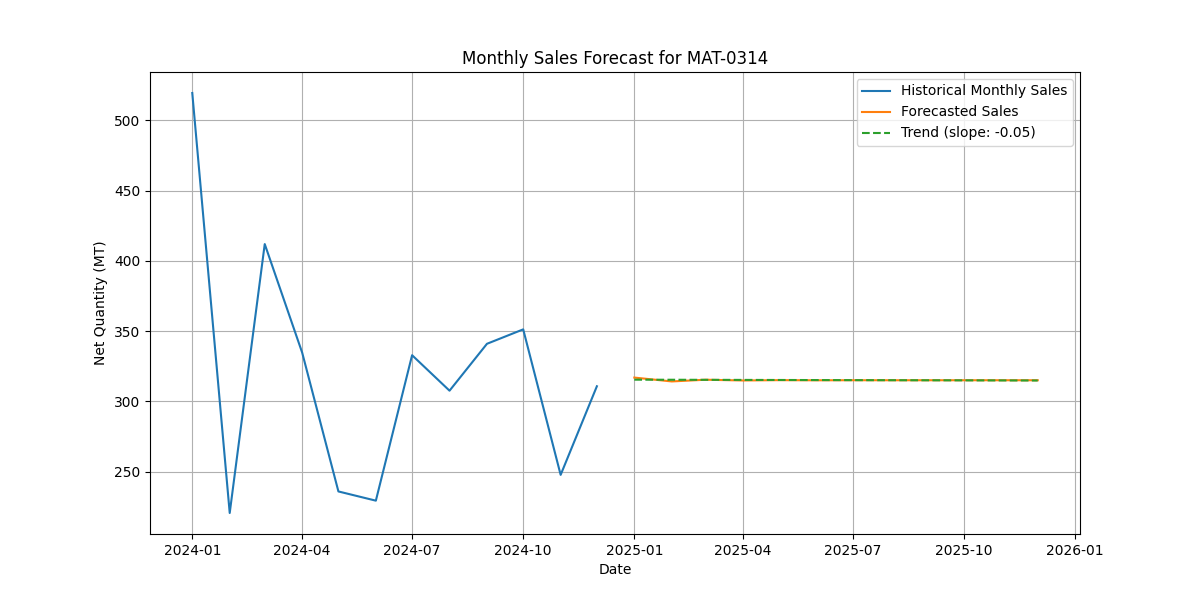 Monthly Sales Forecast for MAT-0314
Historical Monthly Sales
Forecasted Sales
Trend (slope: -0.05)
Net Quantity (MT)
500
450
400
350
300
250
2024-01 2024-04 2024-07 2024-10 2025-01 2025-04 2025-07 2025-10 2026-01
Date